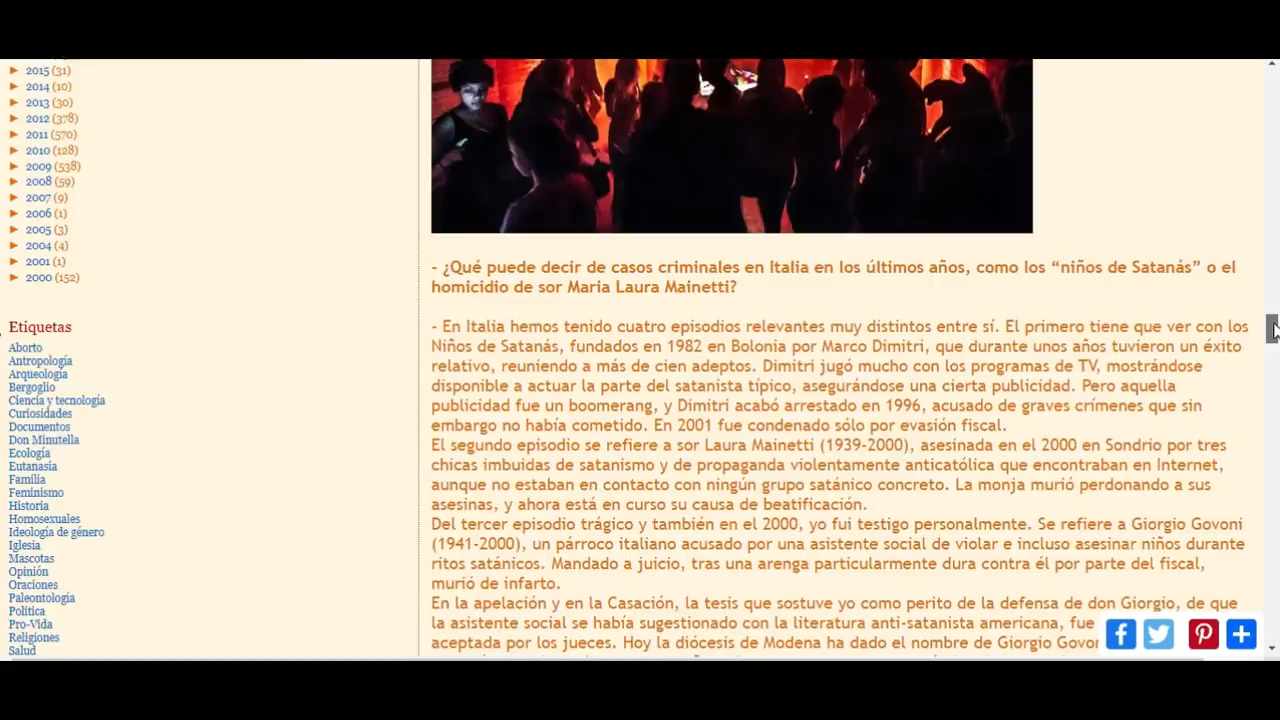 ► 2015 (31)
► 2014 (10)
► 2013 (30)
► 2012 (378)
► 2011 (570)
► 2010 (128)
► 2009 (538)
► 2008 (59)
► 2007 (9)
► 2006 (1)
► 2005 (3)
► 2004 (4)
► 2001 (1)
► 2000 (152)
Etiquetas
Aborto
Antropología
Arqueología
Bergoglio
Ciencia y tecnología
Curiosidades
Documentos
Don Minutella
Ecología
Eutanasia
Familia
Feminismo
Historia
Homosexuales
Ideología de género
Iglesia
Mascotas
Opinión
Oraciones
Paleontología
Politica
Pro-Vida
Religiones
Salud
- ¿Qué puede decir de casos criminales en Italia en los últimos años, como los “niños de Satanás” o el
homicidio de sor Maria Laura Mainetti?
- En Italia hemos tenido cuatro episodios relevantes muy distintos entre sí. El primero tiene que ver con los
Niños de Satanás, fundados en 1982 en Bolonia por Marco Dimitri, que durante unos años tuvieron un éxito
relativo, reuniendo a más de cien adeptos. Dimitri jugó mucho con los programas de TV, mostrándose
disponible a actuar la parte del satanista típico, asegurándose una cierta publicidad. Pero aquella
publicidad fue un boomerang, y Dimitri acabó arrestado en 1996, acusado de graves crímenes que sin
embargo no había cometido. En 2001 fue condenado sólo por evasión fiscal.
El segundo episodio se refiere a sor Laura Mainetti (1939-2000), asesinada en el 2000 en Sondrio por tres
chicas imbuidas de satanismo y de propaganda violentamente anticatólica que encontraban en Internet,
aunque no estaban en contacto con ningún grupo satánico concreto. La monja murió perdonando a sus
asesinas, y ahora está en curso su causa de beatificación.
Del tercer episodio trágico y también en el 2000, yo fui testigo personalmente. Se refiere a Giorgio Govoni
(1941-2000), un párroco italiano acusado por una asistente social de violar e incluso asesinar niños durante
ritos satánicos. Mandado a juicio, tras una arenga particularmente dura contra él por parte del fiscal,
murió de infarto.
En la apelación y en la Casación, la tesis que sostuve yo como perito de la defensa de don Giorgio, de que
la asistente social se había sugestionado con la literatura anti-satanista americana, fue
aceptada por los jueces. Hoy la diócesis de Modena ha dado el nombre de Giorgio Govon